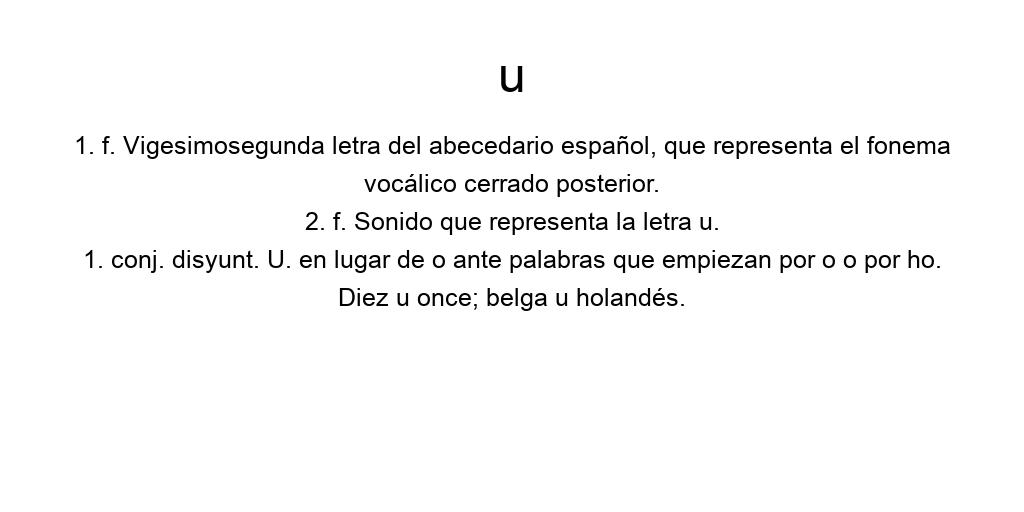 u
1. f. Vigesimosegunda letra del abecedario español, que representa el fonema
vocálico cerrado posterior.
2. f. Sonido que representa la letra u.
1. conj. disyunt. U. en lugar de o ante palabras que empiezan por o o por ho.
Diez u once; belga u holandés.